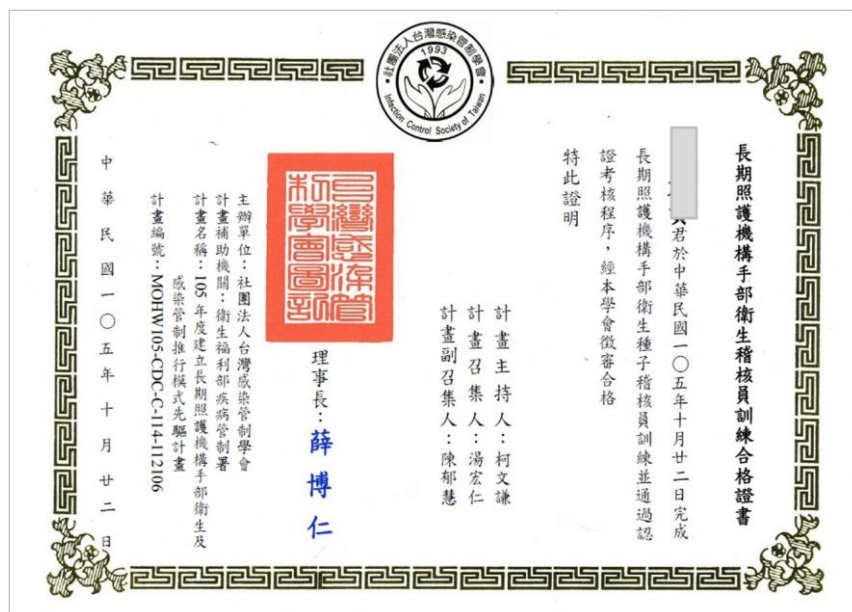 社團法人台灣感染管制學會
1993
Infection Control Society of Taiwan
長期照護機構手部衛生稽核員訓練合格證書
君於中華民國一〇五年十月廿二日完成
長期照護機構手部衛生種子稽核員訓練並通過認
證考核程序，經本學會徵審合格
特此證明
計畫主持人：柯文謙
計畫召集人：湯宏仁
計畫副召集人：陳郁慧
理事長：薛博仁
台灣感染管
制學會圖記
主辦單位：社團法人台灣感染管制學會
計畫補助機關：衛生福利部疾病管制署
計畫名稱：105年度建立長期照護機構手部衛生及
感染管制推行模式先驅計畫
計畫編號：MOHW105-CDC-C-114-112106
中華民國一〇五年十月廿二日